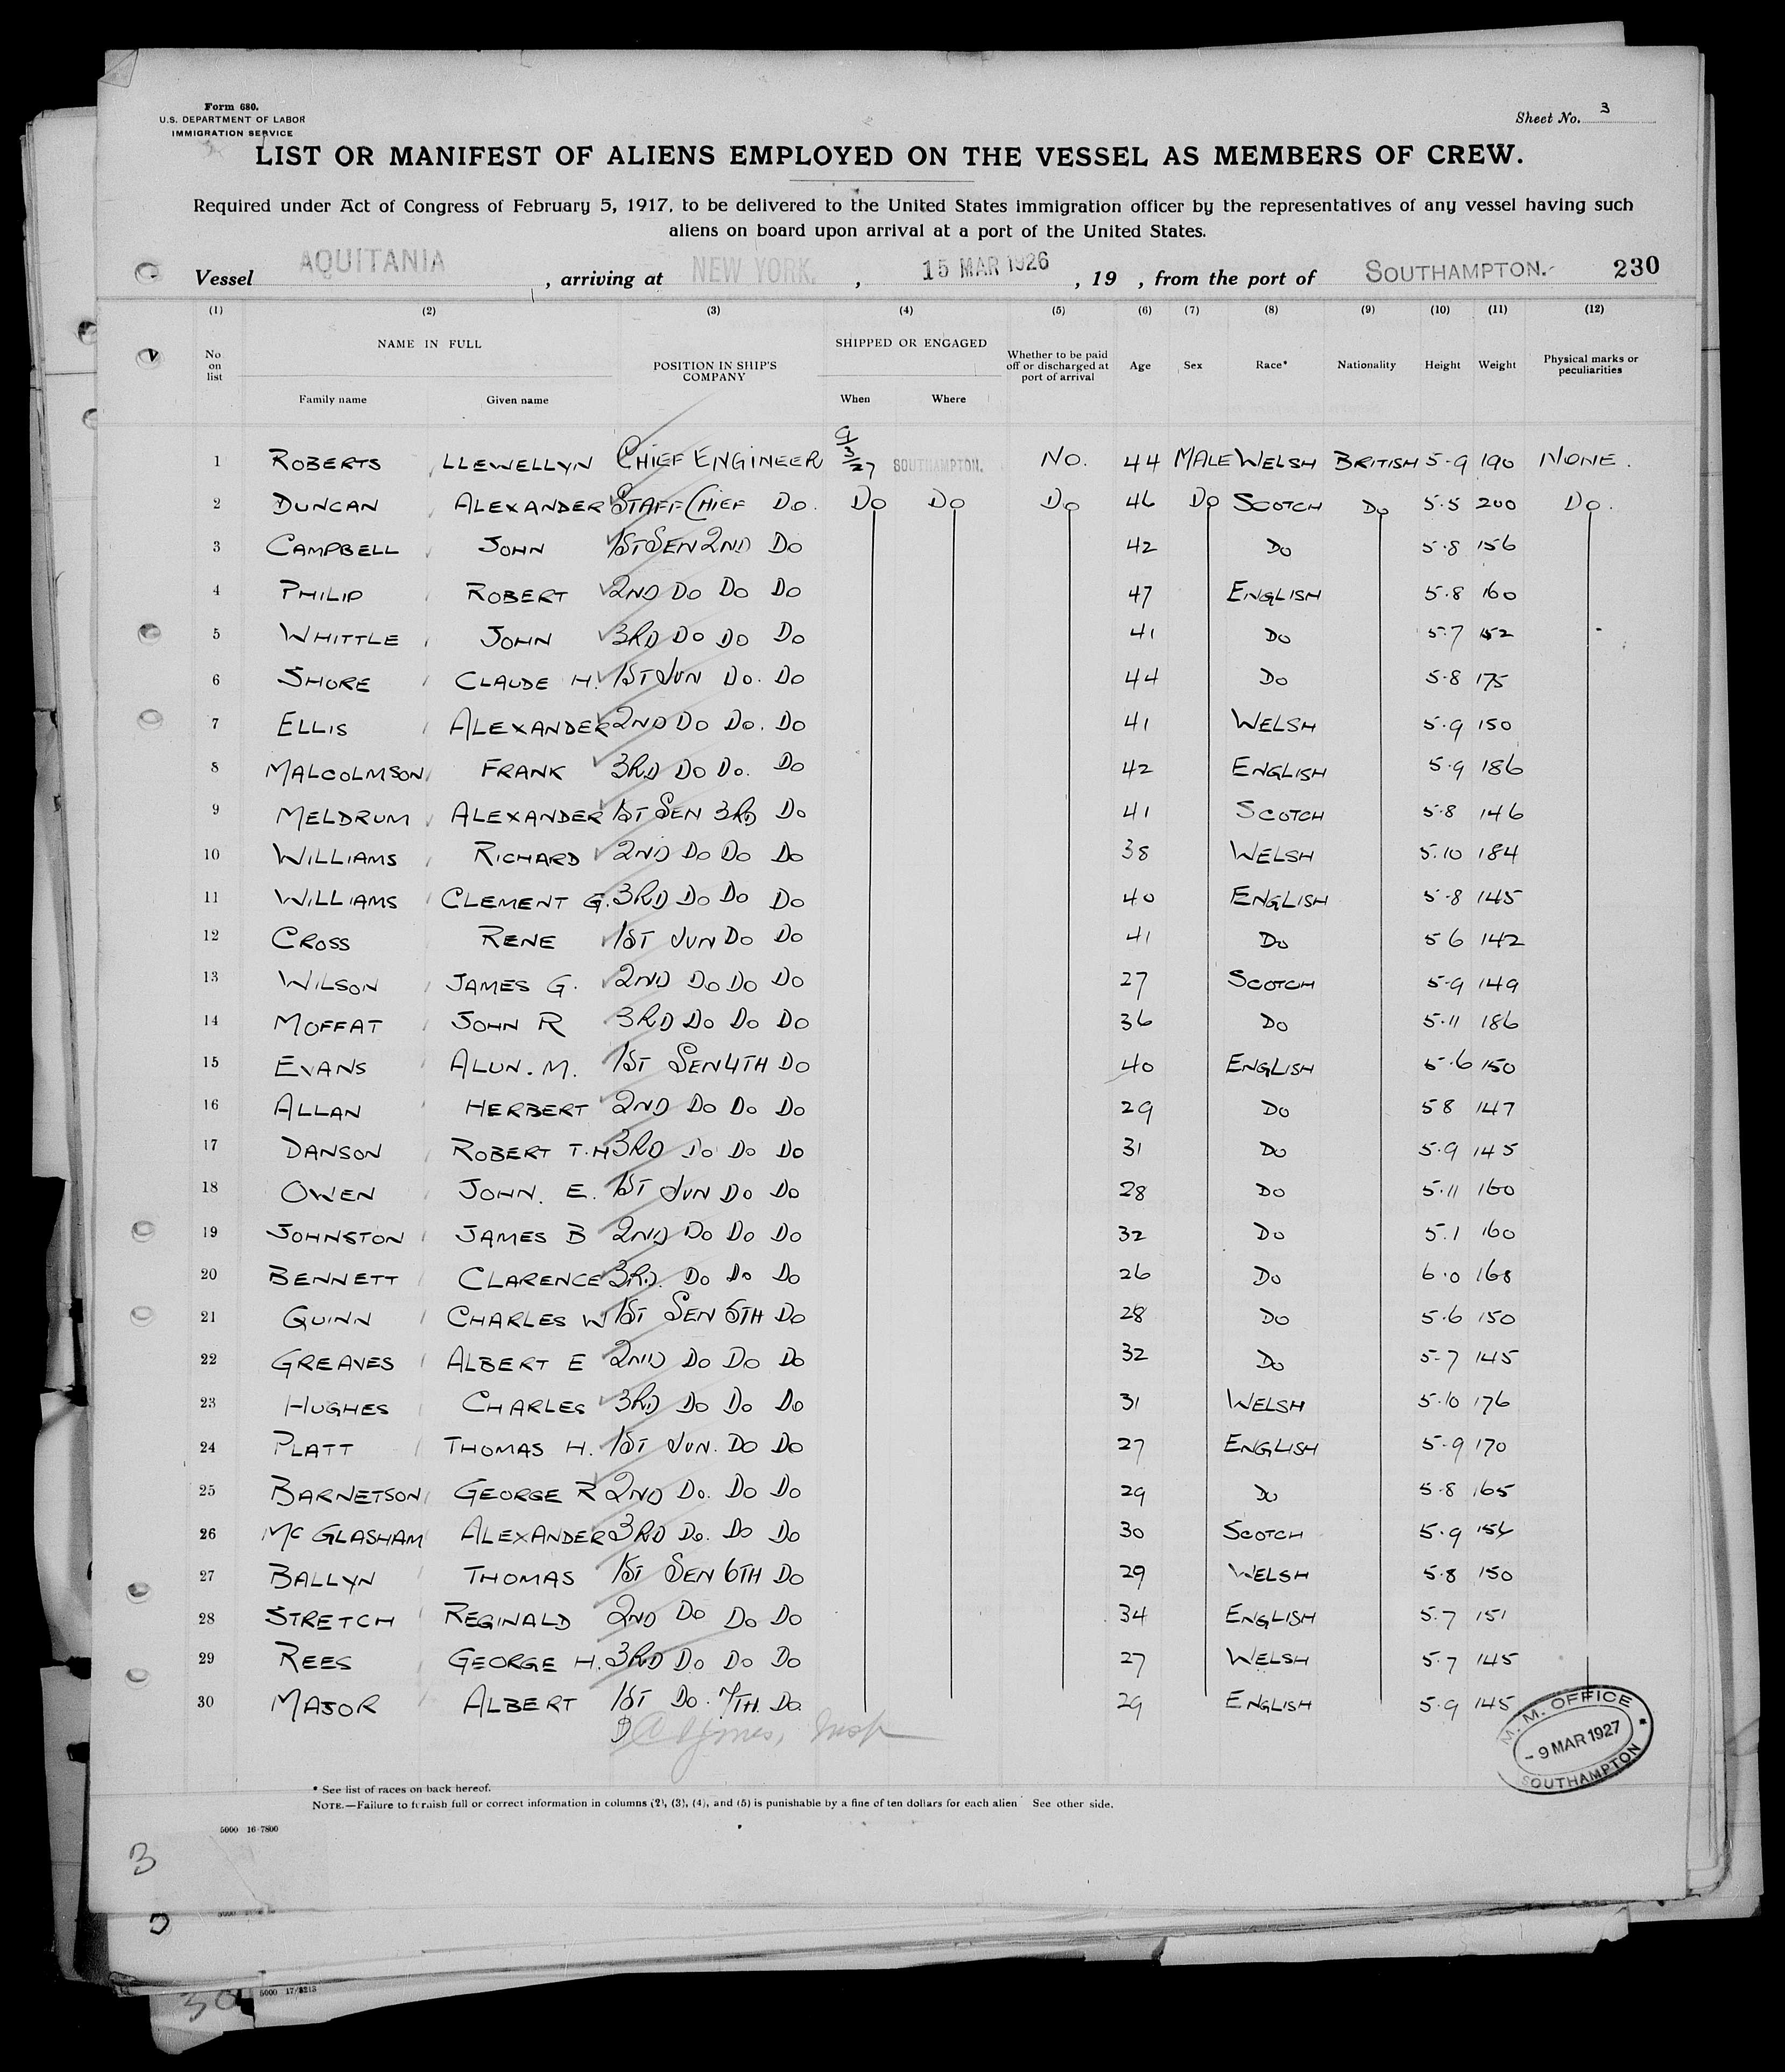 Form 680.
U.S. DEPARTMENT OF LABOR
IMMIGRATION SERVICE
Sheet No. 3
LIST OR MANIFEST OF ALIENS EMPLOYED ON THE VESSEL AS MEMBERS OF CREW.
Required under Act of Congress of February 5, 1917, to be delivered to the United States immigration officer by the representatives of any vessel having such
aliens on board upon arrival at a port of the United States.
Vessel AQUITANIA, arriving at NEW YORK., 15 MAR 1926, 19 , from the port of SOUTHAMPTON. 230
(1) (2) (3) (4) (5) (6) (7) (8) (9) (10) (11) (12)
No on list NAME IN FULL Family name Given name POSITION IN SHIP'S COMPANY SHIPPED OR ENGAGED When Where Whether to be paid off or discharged at port of arrival Age Sex Race* Nationality Height Weight Physical marks or peculiarities
1 ROBERTS LLEWELLYN CHIEF ENGINEER 9/3/27 SOUTHAMPTON. NO. 44 MALE WELSH BRITISH 5-9 190 NONE.
2 DUNCAN ALEXANDER STAFF CHIEF DO. DO DO DO 46 DO SCOTCH DO 5.5 200 DO.
3 CAMPBELL JOHN 1ST SEN 2ND DO 42 DO 5.8 156
4 PHILIP ROBERT 2ND DO DO DO 47 ENGLISH 5.8 160
5 WHITTLE JOHN 3RD DO DO DO 41 DO 5.7 152
6 SHORE CLAUDE H. 1ST JUN DO. DO 44 DO 5.8 175
7 ELLIS ALEXANDER 2ND DO DO. DO 41 WELSH 5.9 150
8 MALCOLMSON FRANK 3RD DO DO. DO 42 ENGLISH 5.9 186
9 MELDRUM ALEXANDER 1ST SEN 3RD DO 41 SCOTCH 5.8 146
10 WILLIAMS RICHARD 2ND DO DO DO 38 WELSH 5.10 184
11 WILLIAMS CLEMENT G. 3RD DO DO DO 40 ENGLISH 5.8 145
12 CROSS RENE 1ST JUN DO DO 41 DO 5 6 142
13 WILSON JAMES G. 2ND DO DO DO 27 SCOTCH 5-9 149
14 MOFFAT JOHN R 3RD DO DO DO 36 DO 5.11 186
15 EVANS ALUN. M. 1ST SEN 4TH DO 40 ENGLISH 5.6 150
16 ALLAN HERBERT 2ND DO DO DO 29 DO 5 8 147
17 DANSON ROBERT T.H 3RD DO DO DO 31 DO 5.9 145
18 OWEN JOHN. E. 1ST JUN DO DO 28 DO 5.11 160
19 JOHNSTON JAMES B 2ND DO DO DO 32 DO 5.1 160
20 BENNETT CLARENCE 3RD. DO DO DO 26 DO 6.0 168
21 QUINN CHARLES W 1ST SEN 5TH DO 28 DO 5.6 150
22 GREAVES ALBERT E 2ND DO DO DO 32 DO 5-7 145
23 HUGHES CHARLES 3RD DO DO DO 31 WELSH 5.10 176
24 PLATT THOMAS H. 1ST JUN. DO DO 27 ENGLISH 5.9 170
25 BARNETSON GEORGE R 2ND DO. DO DO 29 DO 5.8 165
26 MC GLASHAM ALEXANDER 3RD DO. DO DO 30 SCOTCH 5.9 154
27 BALLYN THOMAS 1ST SEN 6TH DO 29 WELSH 5.8 150
28 STRETCH REGINALD 2ND DO DO DO 34 ENGLISH 5.7 151
29 REES GEORGE H. 3RD DO DO DO 27 WELSH 5.7 145
30 MAJOR ALBERT 1ST DO. 7TH. DO. 29 ENGLISH 5.9 145
M. M. OFFICE
- 9 MAR 1927
SOUTHAMPTON
* See list of races on back hereof.
NOTE.—Failure to furnish full or correct information in columns (2), (3), (4), and (5) is punishable by a fine of ten dollars for each alien See other side.
5000 16-7800
3
5000 17/5213